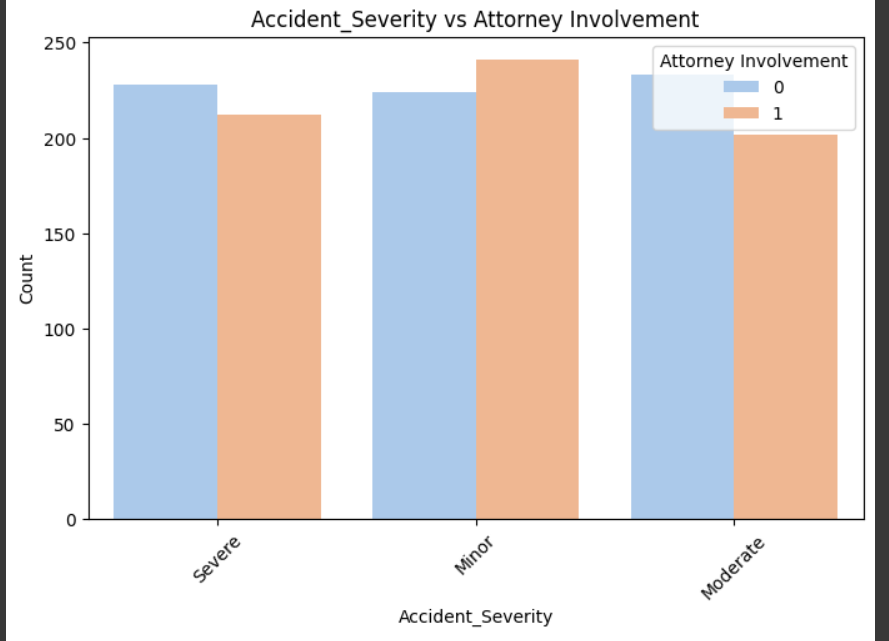 Accident_Severity vs Attorney Involvement
250
200
150
100
50
0
Count
Attorney Involvement
0
1
Severe
Minor
Moderate
Accident_Severity